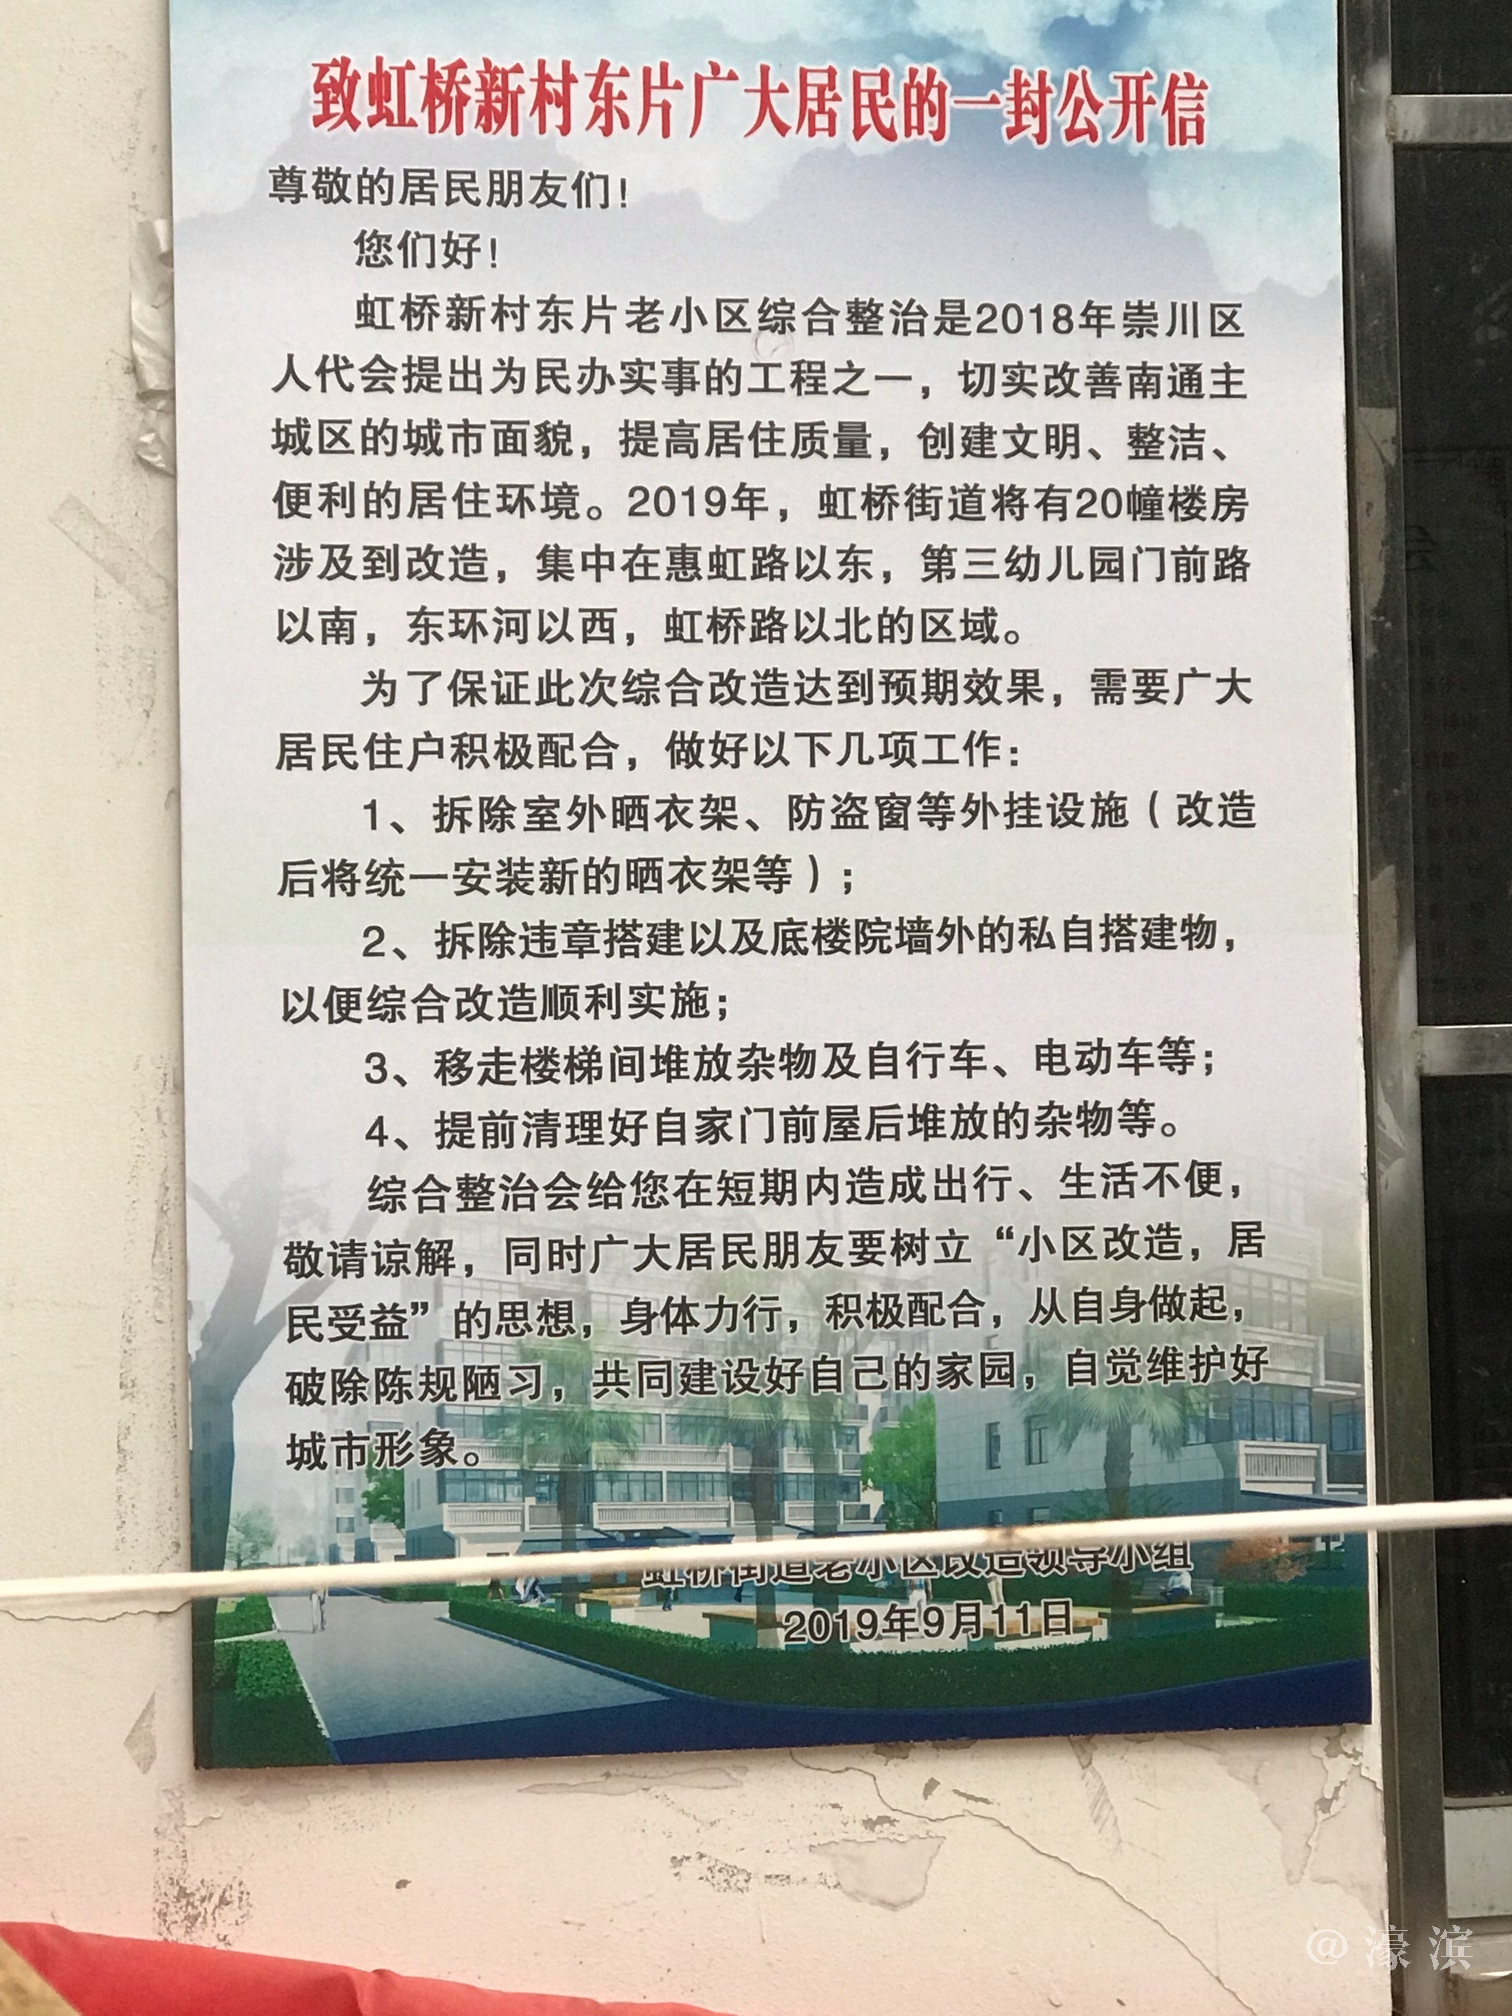 致虹桥新村东片广大居民的一封公开信
尊敬的居民朋友们！
您们好！
虹桥新村东片老小区综合整治是2018年崇川区
人代会提出为民办实事的工程之一，切实改善南通主
城区的城市面貌，提高居住质量，创建文明、整洁、
便利的居住环境。2019年，虹桥街道将有20幢楼房
涉及到改造，集中在惠虹路以东，第三幼儿园门前路
以南，东环河以西，虹桥路以北的区域。
为了保证此次综合改造达到预期效果，需要广大
居民住户积极配合，做好以下几项工作：
1、拆除室外晒衣架、防盗窗等外挂设施（改造
后将统一安装新的晒衣架等）；
2、拆除违章搭建以及底楼院墙外的私自搭建物，
以便综合改造顺利实施；
3、移走楼梯间堆放杂物及自行车、电动车等；
4、提前清理好自家门前屋后堆放的杂物等。
综合整治会给您在短期内造成出行、生活不便，
敬请谅解，同时广大居民朋友要树立“小区改造，居
民受益”的思想，身体力行，积极配合，从自身做起，
破除陈规陋习，共同建设好自己的家园，自觉维护好
城市形象。
虹桥街道老小区改造领导小组
2019年9月11日
@濠滨